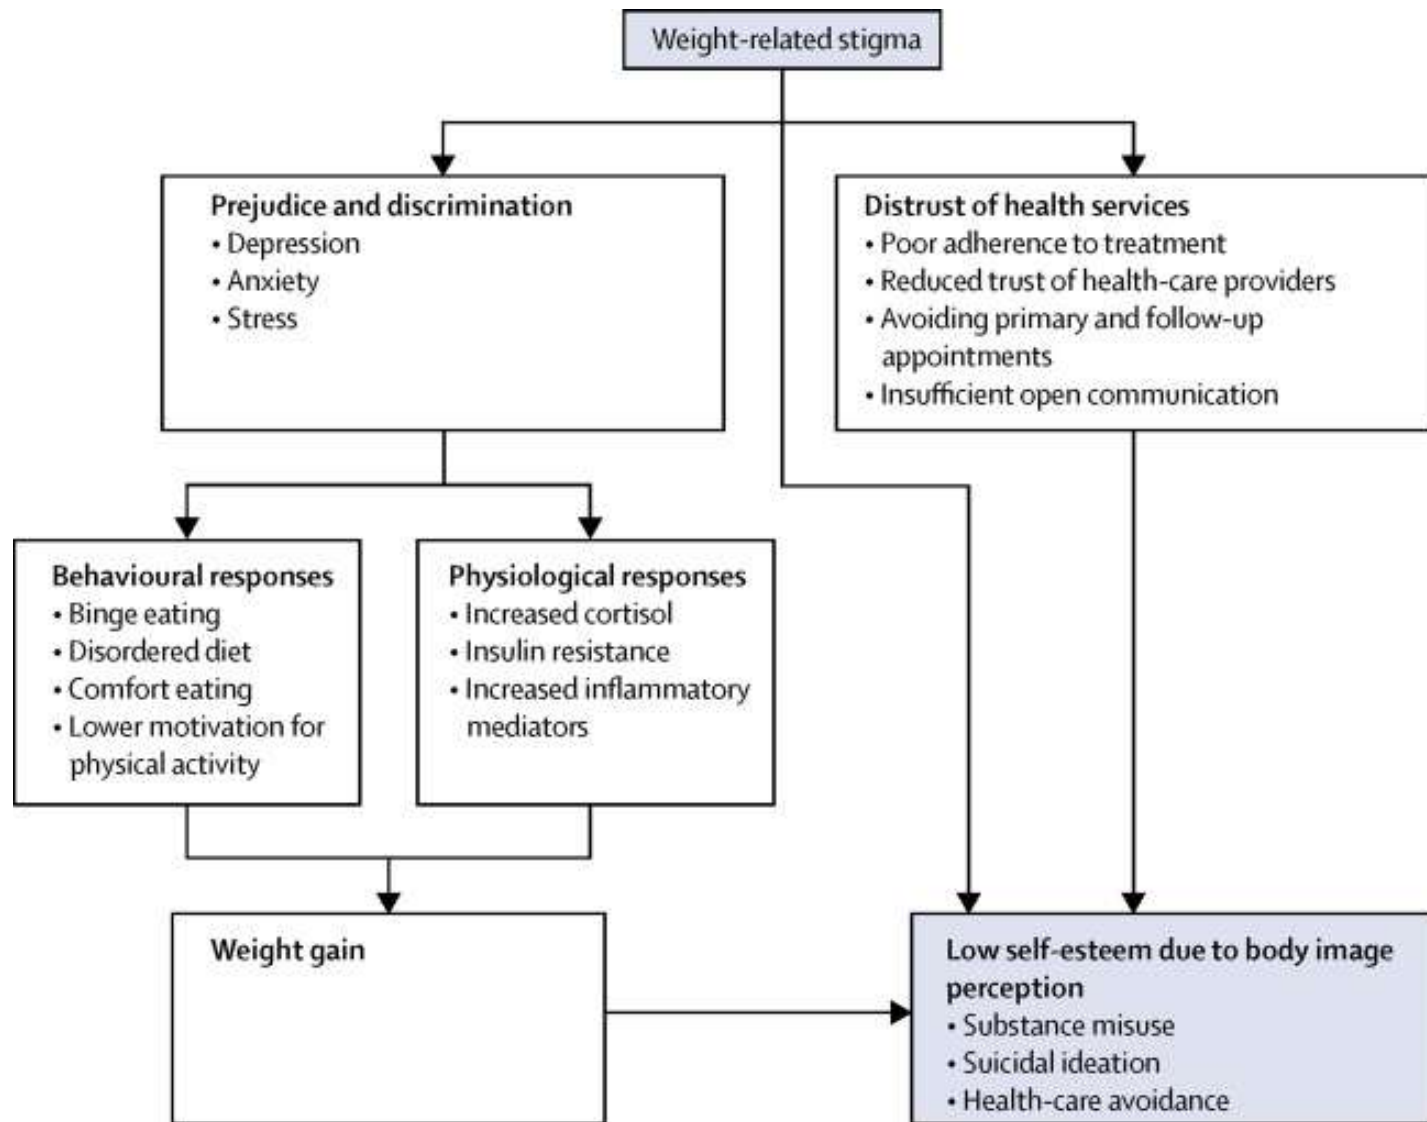 Weight-related stigma
Prejudice and discrimination
• Depression
• Anxiety
• Stress
Distrust of health services
• Poor adherence to treatment
• Reduced trust of health-care providers
• Avoiding primary and follow-up
appointments
• Insufficient open communication
Behavioural responses
• Binge eating
• Disordered diet
• Comfort eating
• Lower motivation for
physical activity
Physiological responses
• Increased cortisol
• Insulin resistance
• Increased inflammatory
mediators
Weight gain
Low self-esteem due to body image
perception
• Substance misuse
• Suicidal ideation
• Health-care avoidance